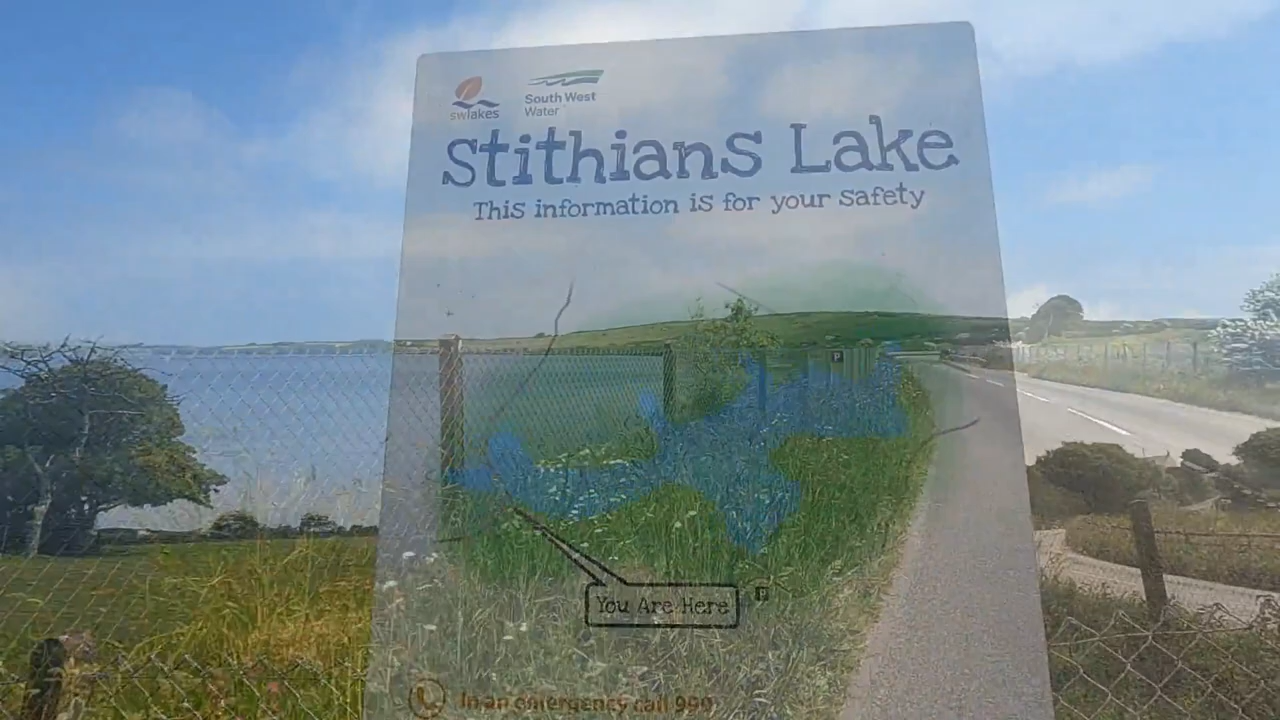 swlakes
South West
Water
Stithians Lake
This information is for your safety
P
You Are Here
P
In an emergency call 999